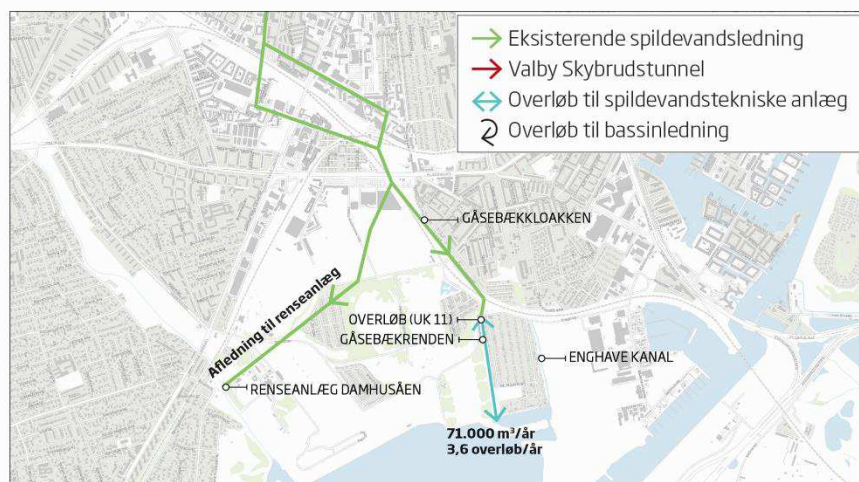 Eksisterende spildevandsledning
Valby Skybrudstunnel
Overløb til spildevandstekniske anlæg
Overløb til bassinledning
GÅSEBÆKKLOAKKEN
Afledning til renseanlæg
OVERLØB (UK 11)
GÅSEBÆKRENDEN
ENGHAVE KANAL
RENSEANLÆG DAMHUSÅEN
71.000 m³/år
3,6 overløb/år